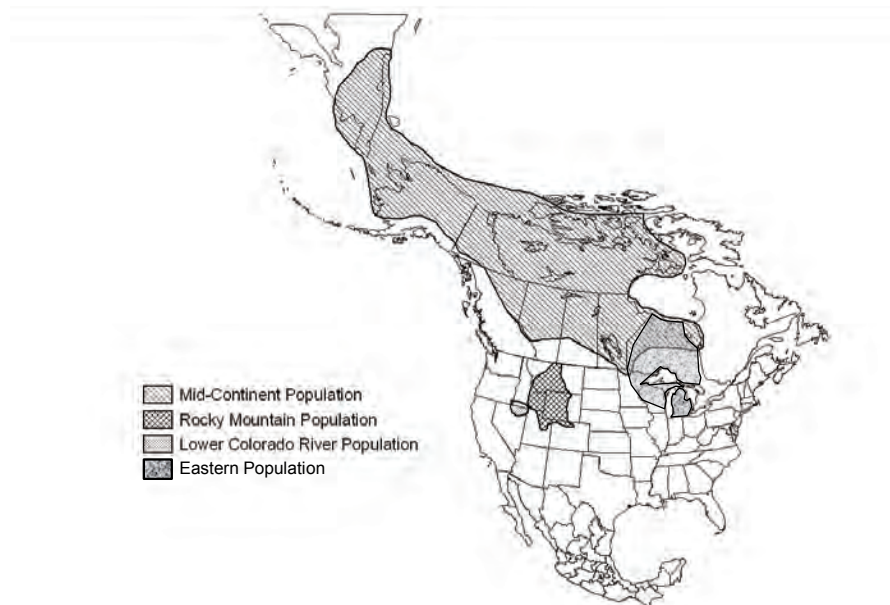 Mid-Continent Population
Rocky Mountain Population
Lower Colorado River Population
Eastern Population